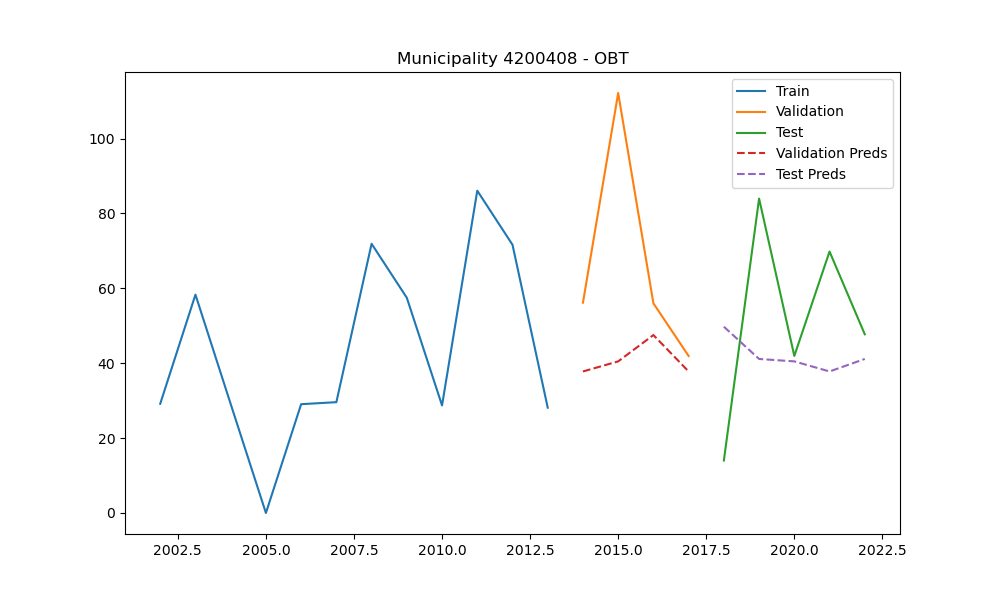 Municipality 4200408 - OBT
Train
Validation
Test
Validation Preds
Test Preds
100
80
60
40
20
0
2002.5 2005.0 2007.5 2010.0 2012.5 2015.0 2017.5 2020.0 2022.5